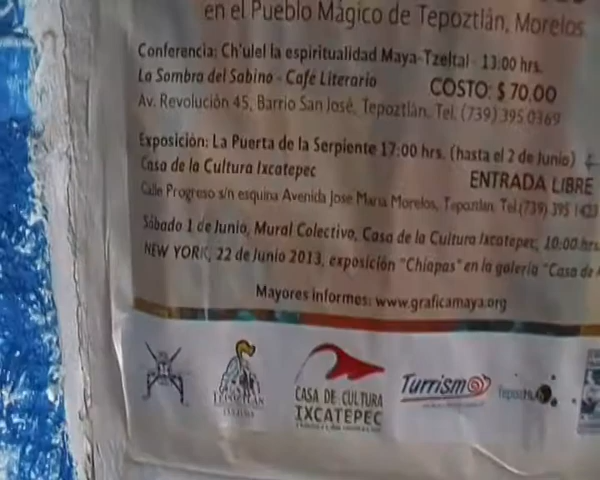 en el Pueblo Mágico de Tepoztlán, Morelos.
Conferencia: Ch'ulel la espiritualidad Maya-Tzeltal - 13:00 hrs.
La Sombra del Sabino - Café Literario COSTO: $ 70.00
Av. Revolución 45, Barrio San José, Tepoztlán. Tel. (739) 395 0369
Exposición: La Puerta de la Serpiente 17:00 hrs. (hasta el 2 de Junio)
Casa de la Cultura Ixcatepec ENTRADA LIBRE
Calle Progreso s/n esquina Avenida Jose Maria Morelos, Tepoztlán. Tel. (739) 395
Sábado 1 de Junio, Mural Colectivo, Casa de la Cultura Ixcatepec, 10:00 hrs.
NEW YORK, 22 de Junio 2013, exposición "Chiapas" en la galería "Casa de
Mayores informes: www.graficamaya.org
TEPOZTLÁN
CASA DE CULTURA
IXCATEPEC
Turrismo